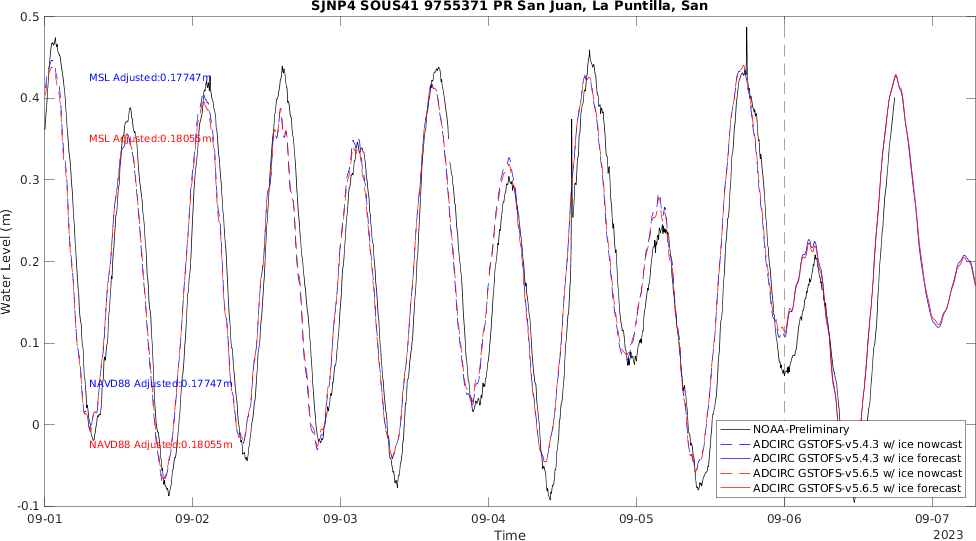 SJNP4 SOUS41 9755371 PR San Juan, La Puntilla, San
0.5
0.4
0.3
0.2
0.1
0
-0.1
Water Level (m)
MSL Adjusted:0.17747m
MSL Adjusted:0.18055m
NAVD88 Adjusted:0.17747m
NAVD88 Adjusted:0.18055m
NOAA-Preliminary
ADCIRC GSTOFS-v5.4.3 w/ ice nowcast
ADCIRC GSTOFS-v5.4.3 w/ ice forecast
ADCIRC GSTOFS-v5.6.5 w/ ice nowcast
ADCIRC GSTOFS-v5.6.5 w/ ice forecast
09-01 09-02 09-03 09-04 09-05 09-06 09-07
Time
2023